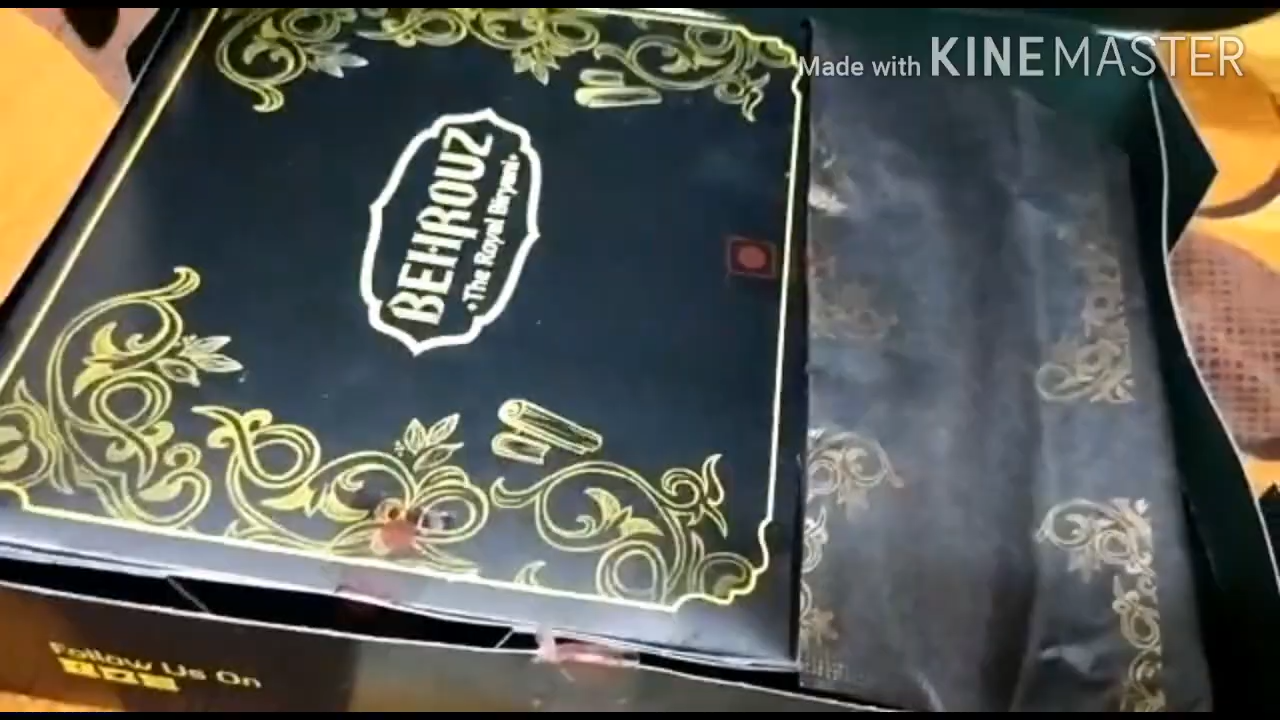 Made with KINEMASTER
BEHROUZ
•The Royal Biryani•
Follow Us On